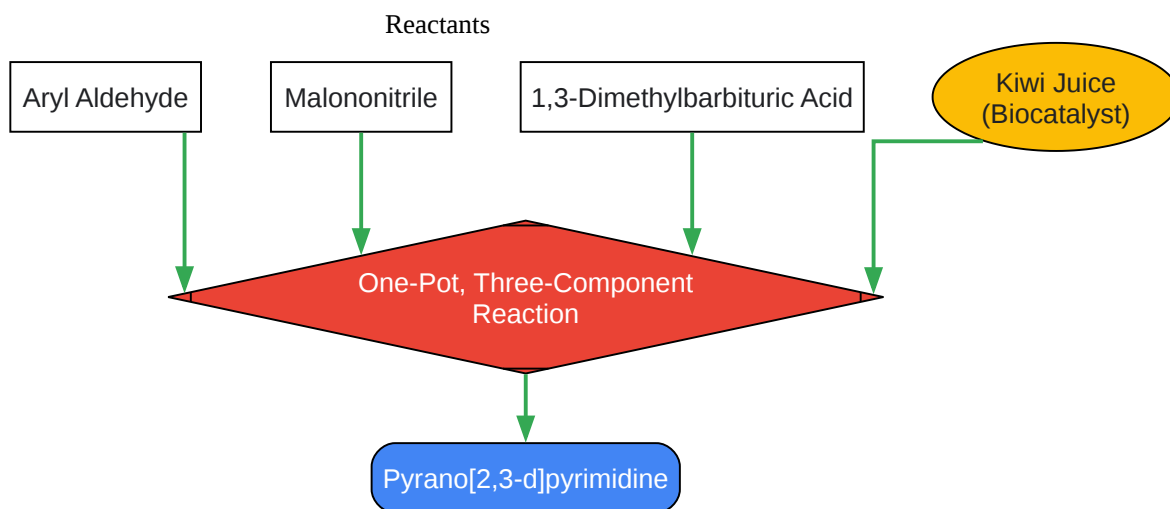 Reactants
Aryl Aldehyde
Malononitrile
1,3-Dimethylbarbituric Acid
Kiwi Juice
(Biocatalyst)
One-Pot, Three-Component
Reaction
Pyrano[2,3-d]pyrimidine